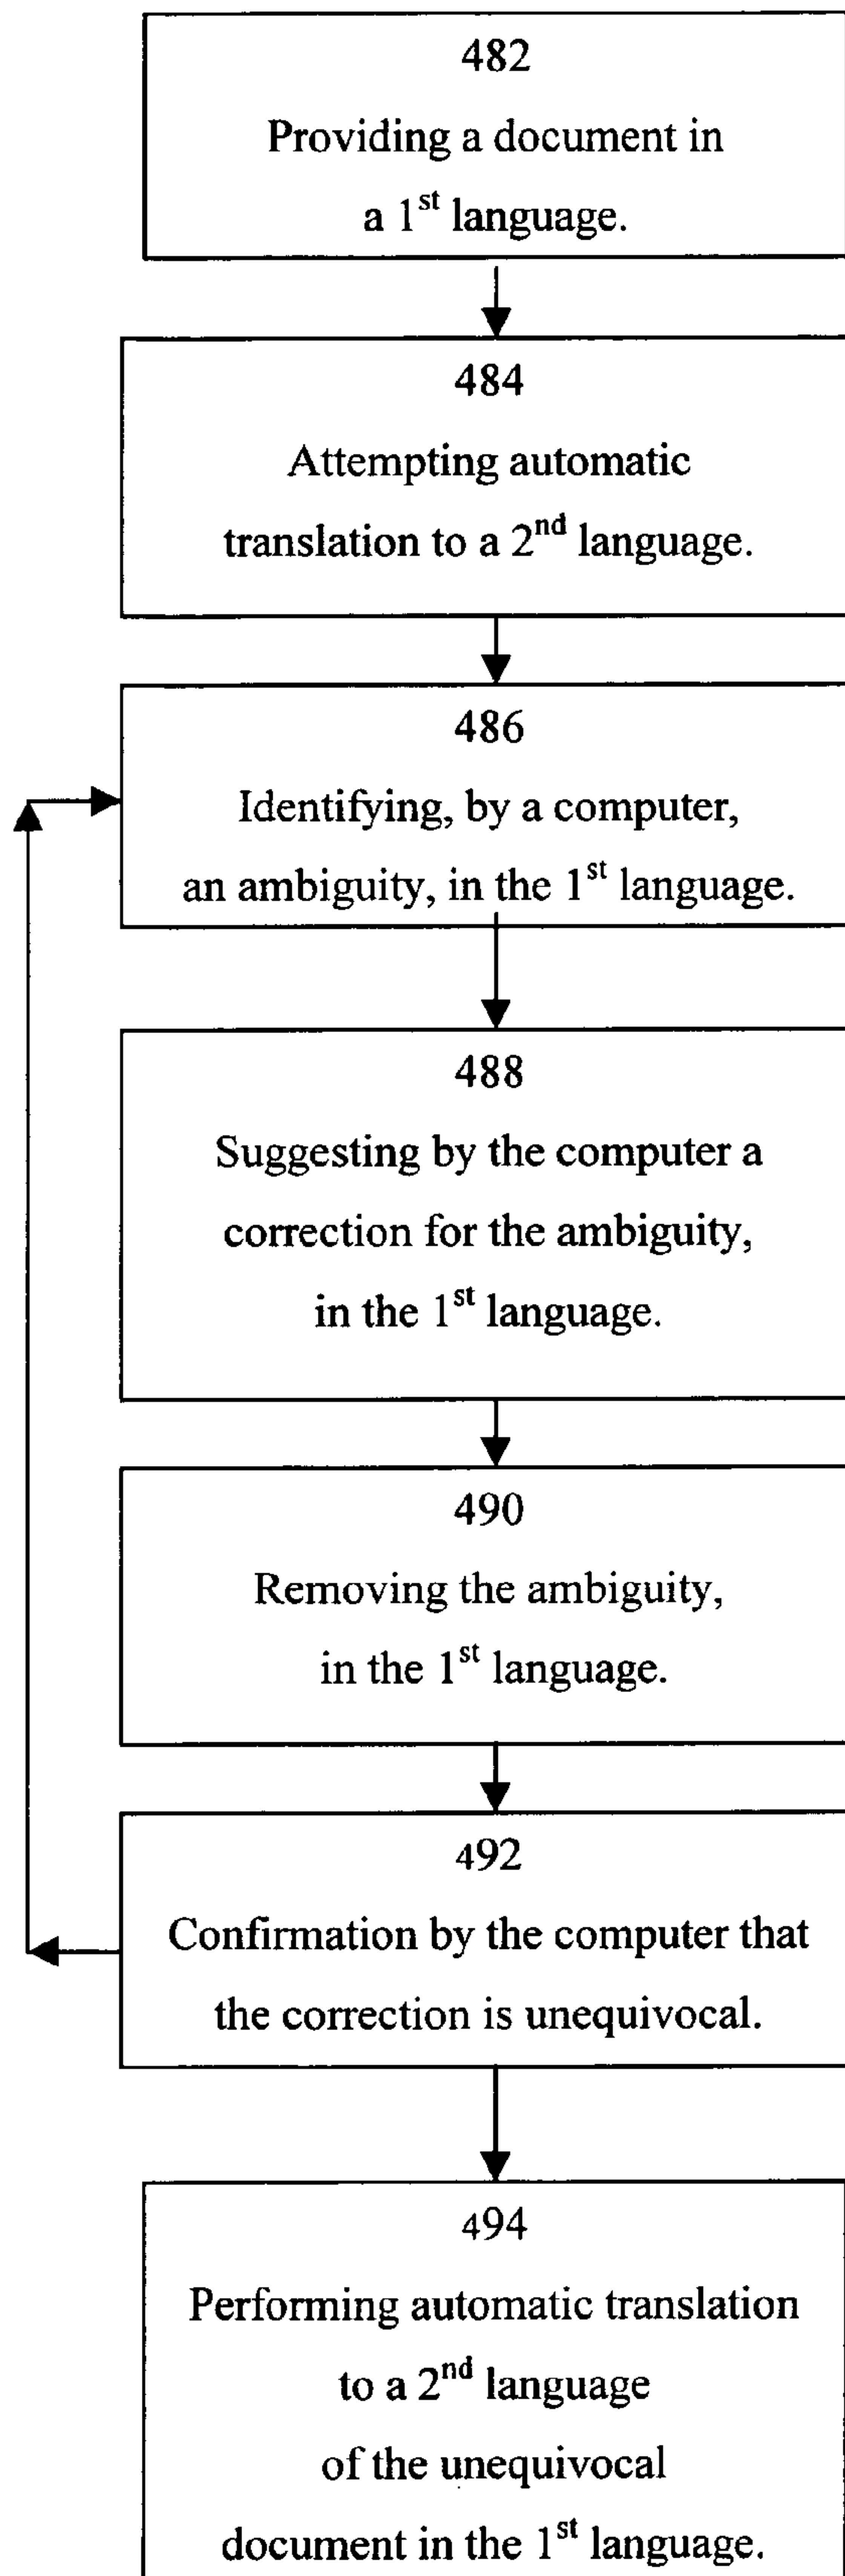 482
Providing a document in
a 1st language.
484
Attempting automatic
translation to a 2nd language.
486
Identifying, by a computer,
an ambiguity, in the 1st language.
488
Suggesting by the computer a
correction for the ambiguity,
in the 1st language.
490
Removing the ambiguity,
in the 1st language.
492
Confirmation by the computer that
the correction is unequivocal.
494
Performing automatic translation
to a 2nd language
of the unequivocal
document in the 1st language.